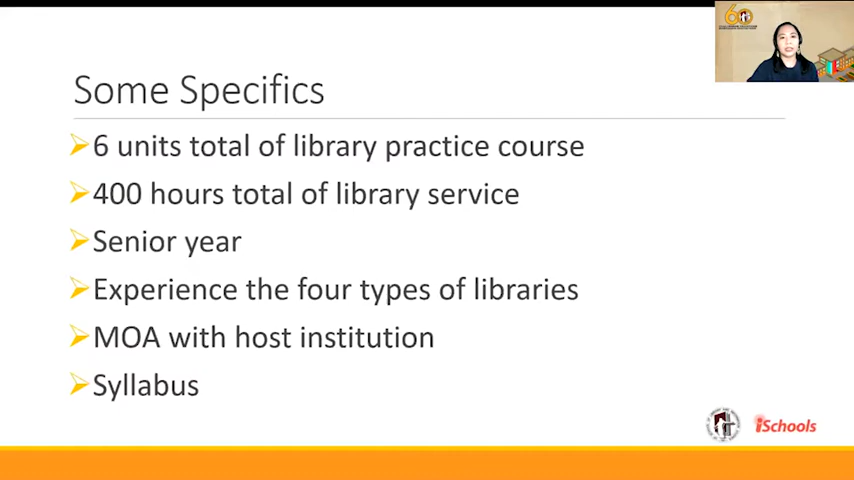 60
Some Specifics
6 units total of library practice course
400 hours total of library service
Senior year
Experience the four types of libraries
MOA with host institution
Syllabus
iSchools